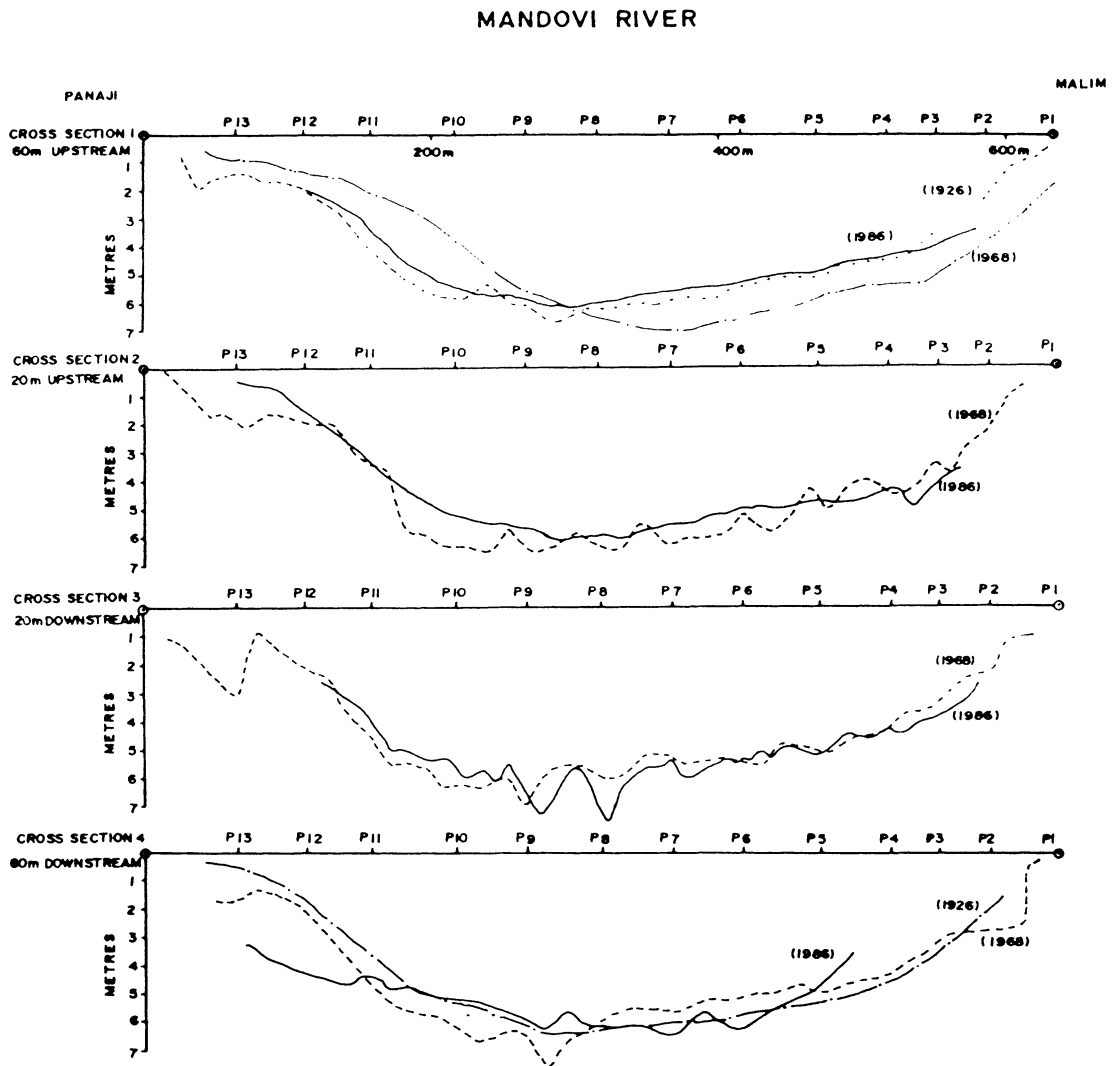 MANDOVI RIVER
PANAJI
MALIM
P13 P12 P11 P10 P9 P8 P7 P6 P5 P4 P3 P2 P1
CROSS SECTION 1
60m UPSTREAM
200m 400m 600m
1
2
3
4
5
6
7
METRES
(1926)
(1986)
(1968)
P13 P12 P11 P10 P9 P8 P7 P6 P5 P4 P3 P2 P1
CROSS SECTION 2
20m UPSTREAM
1
2
3
4
5
6
7
METRES
(1968)
(1986)
P13 P12 P11 P10 P9 P8 P7 P6 P5 P4 P3 P2 P1
CROSS SECTION 3
20m DOWNSTREAM
1
2
3
4
5
6
7
METRES
(1968)
(1986)
P13 P12 P11 P10 P9 P8 P7 P6 P5 P4 P3 P2 P1
CROSS SECTION 4
60m DOWNSTREAM
1
2
3
4
5
6
7
METRES
(1926)
(1968)
(1986)